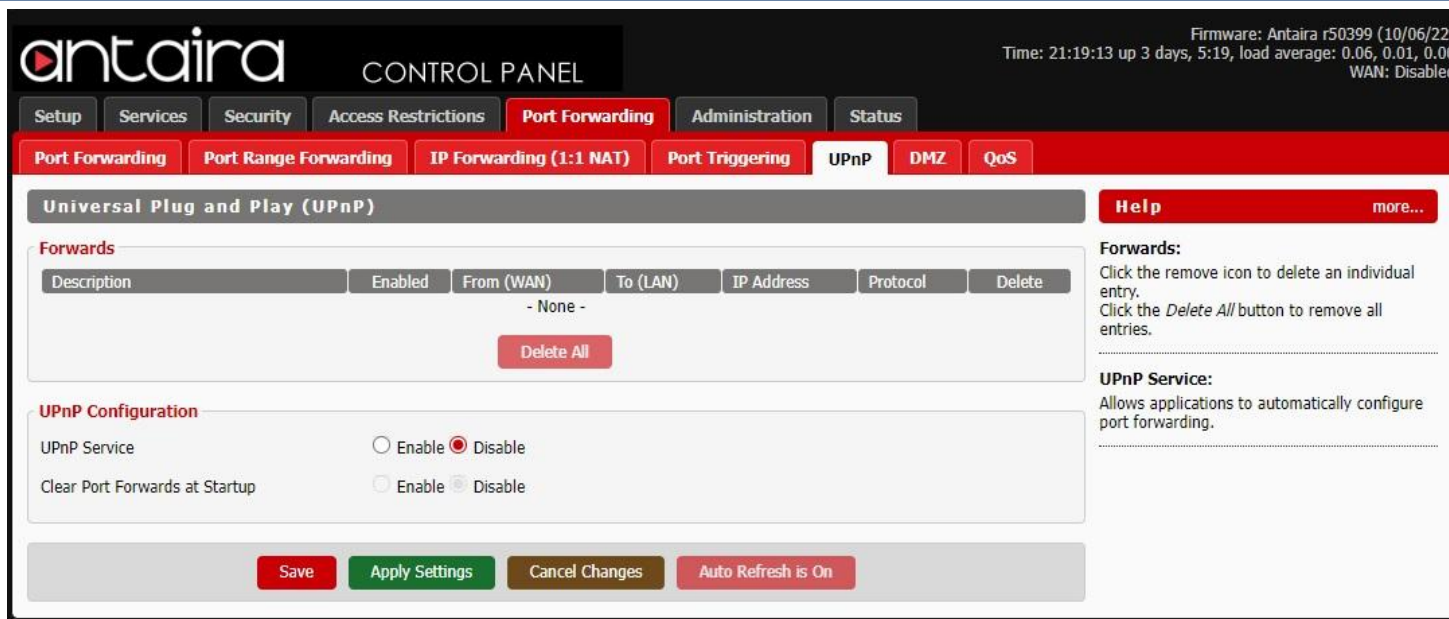 antaira CONTROL PANEL
Firmware: Antaira r50399 (10/06/22
Time: 21:19:13 up 3 days, 5:19, load average: 0.06, 0.01, 0.00
WAN: Disabled
Setup Services Security Access Restrictions Port Forwarding Administration Status
Port Forwarding Port Range Forwarding IP Forwarding (1:1 NAT) Port Triggering UPnP DMZ QoS
Universal Plug and Play (UPnP)
Forwards
Description Enabled From (WAN) To (LAN) IP Address Protocol Delete
- None -
Delete All
UPnP Configuration
UPnP Service Enable Disable
Clear Port Forwards at Startup Enable Disable
Save Apply Settings Cancel Changes Auto Refresh is On
Help more...
Forwards:
Click the remove icon to delete an individual
entry.
Click the Delete All button to remove all
entries.
UPnP Service:
Allows applications to automatically configure
port forwarding.